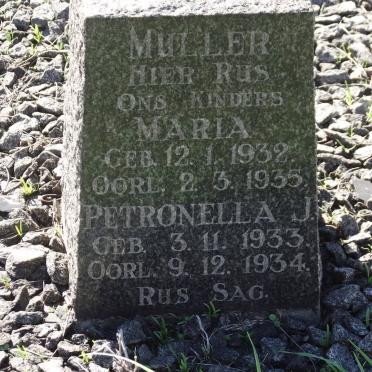 MULLER
HIER RUS
ONS KINDERS
MARIA
GEB. 12. 1. 1932.
OORL. 2. 3. 1935.
PETRONELLA J.
GEB. 3. 11. 1933.
OORL. 9. 12. 1934.
RUS SAG.